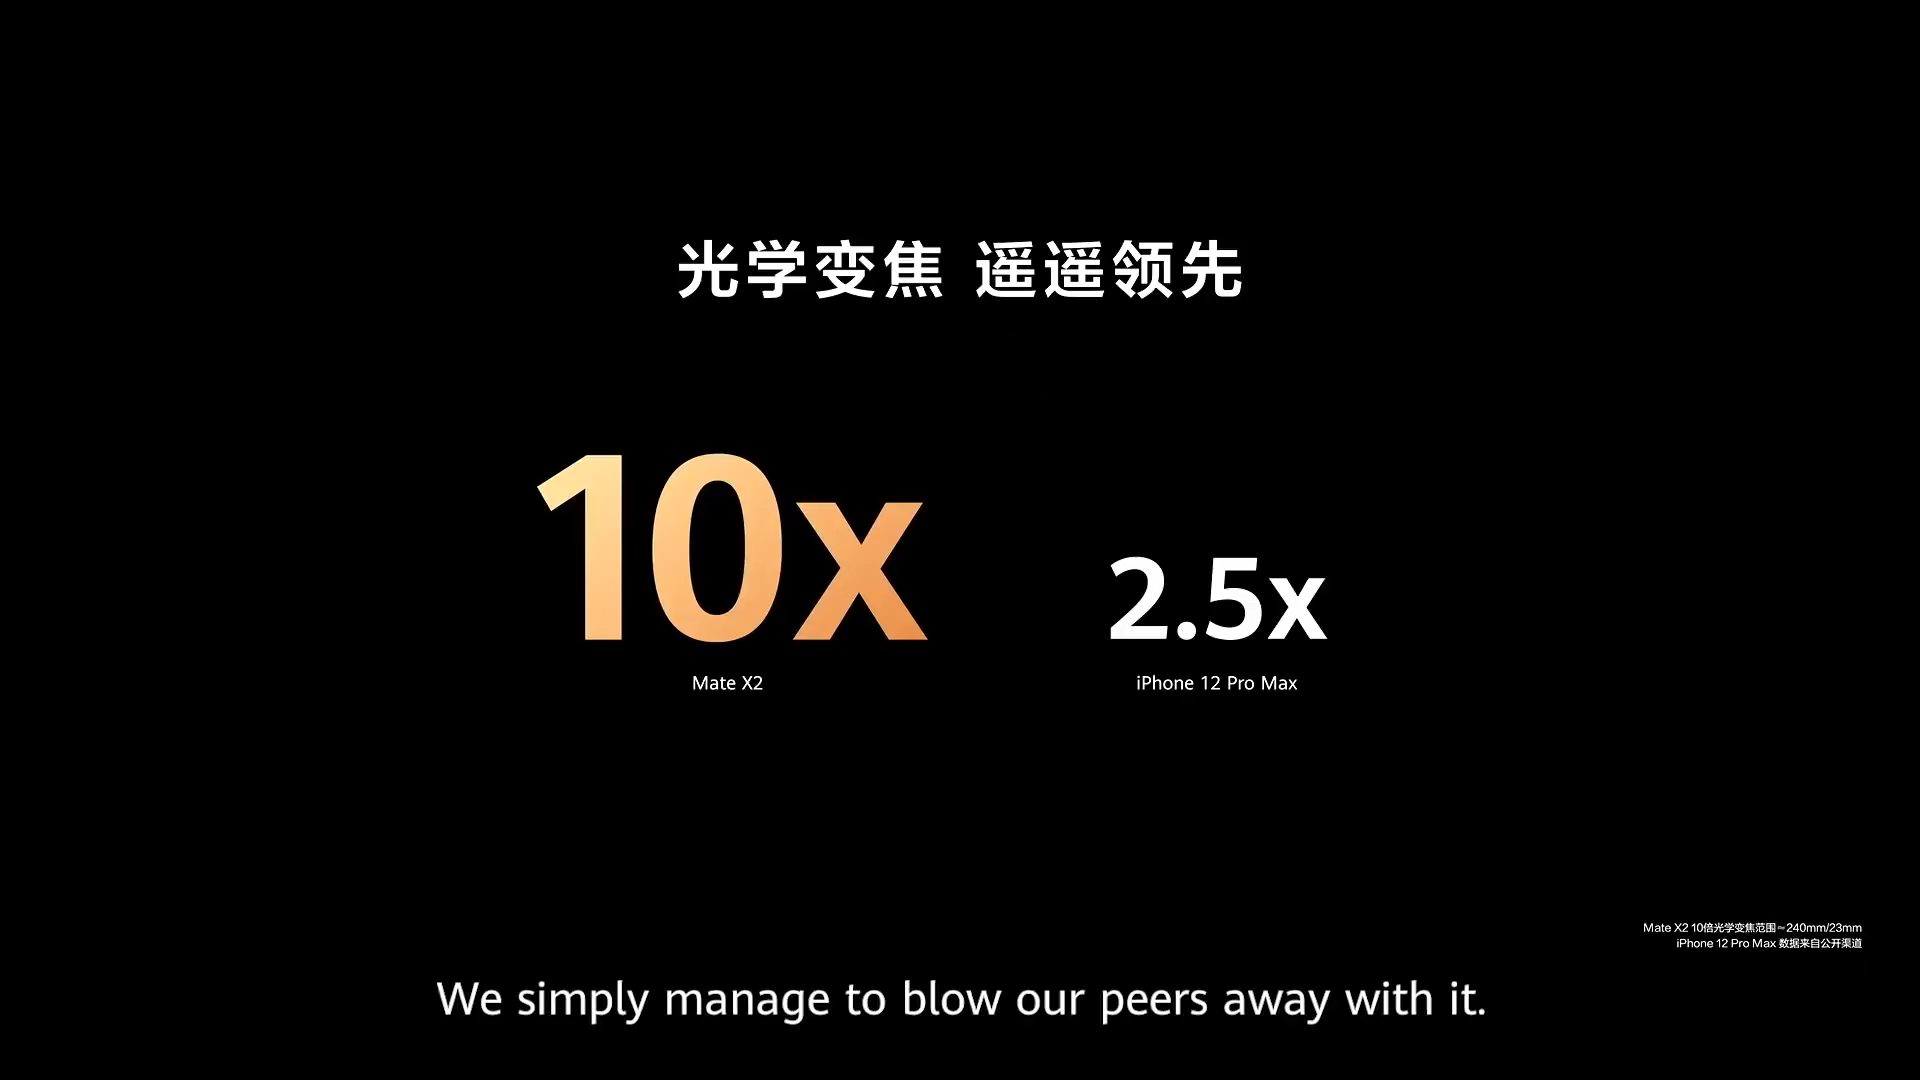 光学变焦 遥遥领先
10x
2.5x
Mate X2
iPhone 12 Pro Max
Mate X2 10倍光学变焦范围≈240mm/23mm
iPhone 12 Pro Max 数据来自公开渠道
We simply manage to blow our peers away with it.